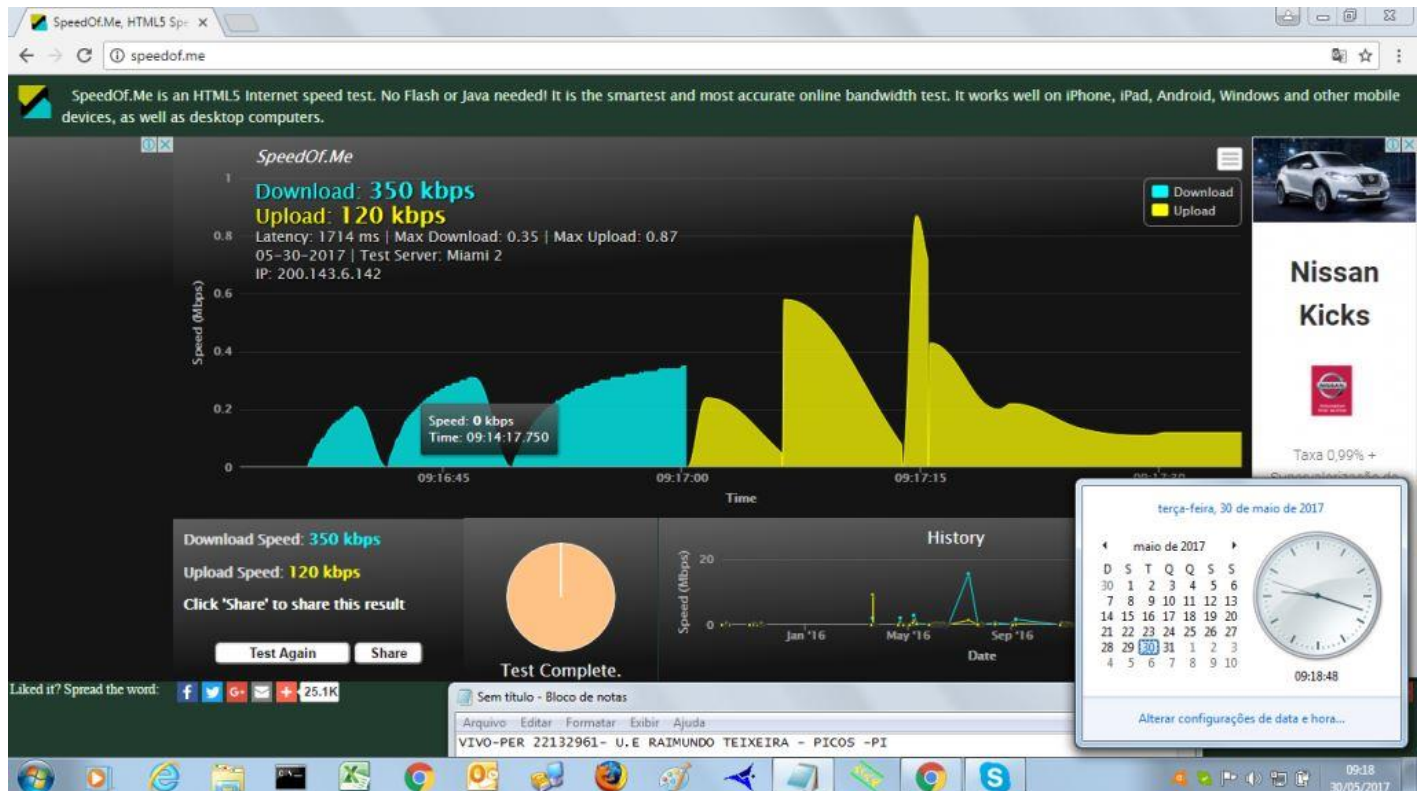 SpeedOf.Me, HTML5 Spe
speedof.me
SpeedOf.Me is an HTML5 Internet speed test. No Flash or Java needed! It is the smartest and most accurate online bandwidth test. It works well on iPhone, iPad, Android, Windows and other mobile
devices, as well as desktop computers.
SpeedOf.Me
Download: 350 kbps
Upload: 120 kbps
Latency: 1714 ms | Max Download: 0.35 | Max Upload: 0.87
05-30-2017 | Test Server: Miami 2
IP: 200.143.6.142
Download
Upload
1
0.8
0.6
0.4
0.2
0
Speed (Mbps)
Speed: 0 kbps
Time: 09:14:17.750
09:16:45 09:17:00 09:17:15 09:17:30
Time
Nissan
Kicks
NISSAN
Taxa 0,99% +
Supervalorização do
Download Speed: 350 kbps
Upload Speed: 120 kbps
Click 'Share' to share this result
Test Again Share
Test Complete.
History
Speed (Mbps)
20
0
Jan '16 May '16 Sep '16
Date
terça-feira, 30 de maio de 2017
maio de 2017
D S T Q Q S S
30 1 2 3 4 5 6
7 8 9 10 11 12 13
14 15 16 17 18 19 20
21 22 23 24 25 26 27
28 29 30 31 1 2 3
4 5 6 7 8 9 10
09:18:48
Alterar configurações de data e hora...
Liked it? Spread the word: 25.1K
Sem título - Bloco de notas
Arquivo Editar Formatar Exibir Ajuda
VIVO-PER 22132961- U.E RAIMUNDO TEIXEIRA - PICOS -PI
09:18
30/05/2017